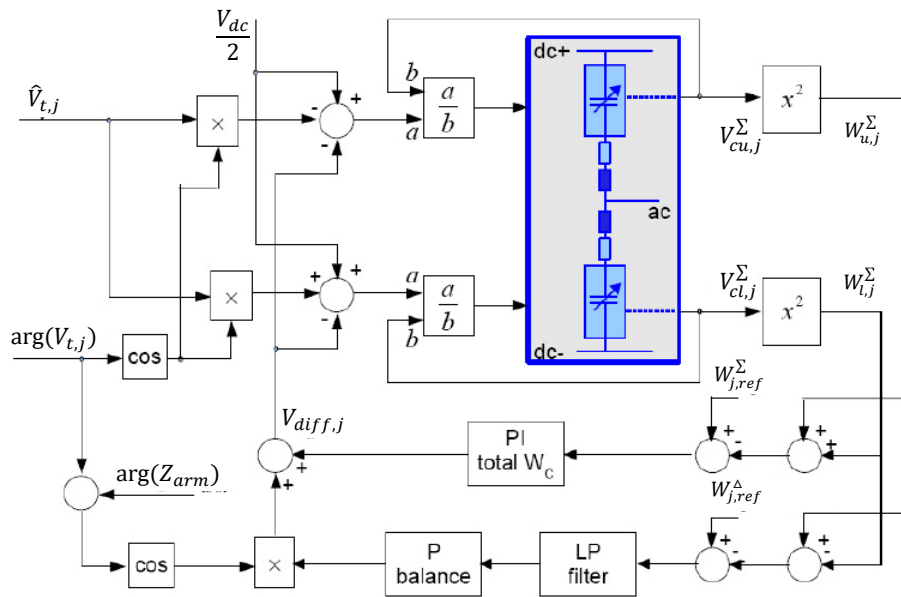 V_dc
2
V̂_t,j
×
-
+
-
b
a
a
b
dc+
x²
V^Σ_cu,j
W^Σ_u,j
ac
×
+
+
-
a
b
a
b
V^Σ_cl,j
x²
W^Σ_l,j
dc-
arg(V_t,j)
cos
W^Σ_j,ref
V_diff,j
+
+
PI
total W_C
+
-
+
+
arg(Z_arm)
W^Δ_j,ref
cos
×
P
balance
LP
filter
+
-
+
-